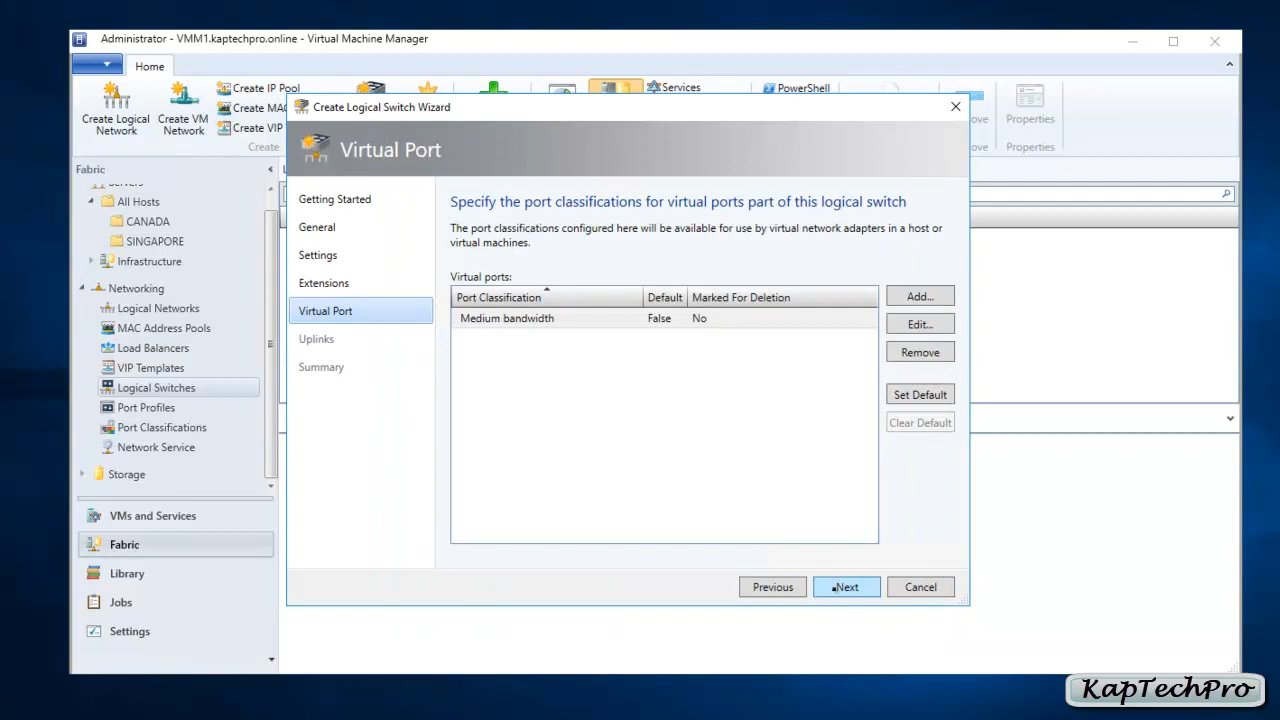 Administrator - VMM1.kaptechpro.online - Virtual Machine Manager
Home
Create Logical Network
Create VM Network
Create IP Pool
Create MAC
Create VIP
Create
Services
PowerShell
Properties
Properties
Fabric
Servers
All Hosts
CANADA
SINGAPORE
Infrastructure
Networking
Logical Networks
MAC Address Pools
Load Balancers
VIP Templates
Logical Switches
Port Profiles
Port Classifications
Network Service
Storage
VMs and Services
Fabric
Library
Jobs
Settings
Create Logical Switch Wizard
Virtual Port
Getting Started
General
Settings
Extensions
Virtual Port
Uplinks
Summary
Specify the port classifications for virtual ports part of this logical switch
The port classifications configured here will be available for use by virtual network adapters in a host or
virtual machines.
Virtual ports:
Port Classification Default Marked For Deletion
Medium bandwidth False No
Add...
Edit...
Remove
Set Default
Clear Default
Previous Next Cancel
KapTechPro